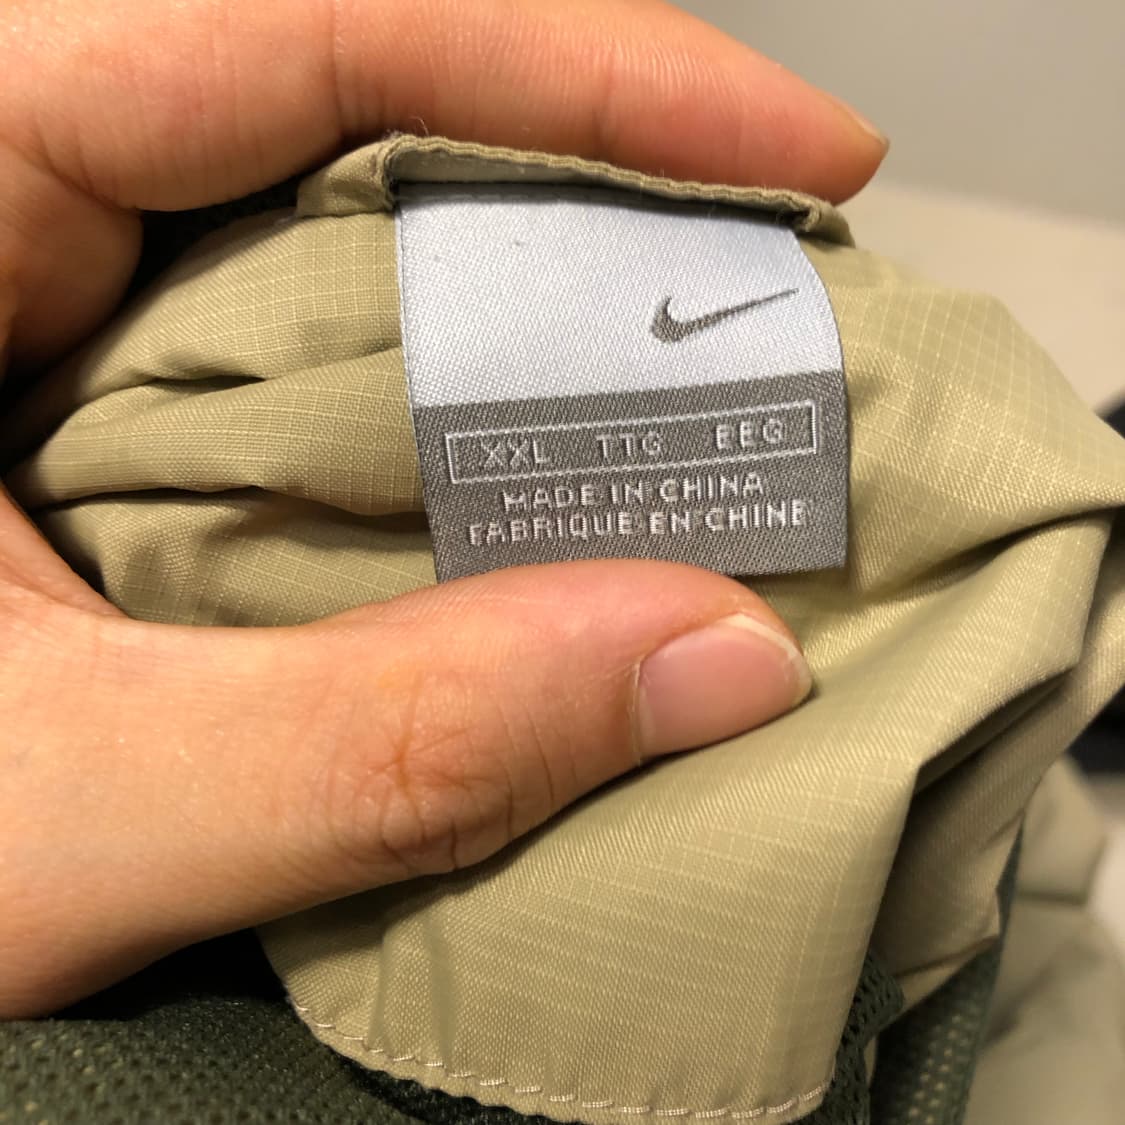 XXL TTG EEG
MADE IN CHINA
FABRIQUE EN CHINE